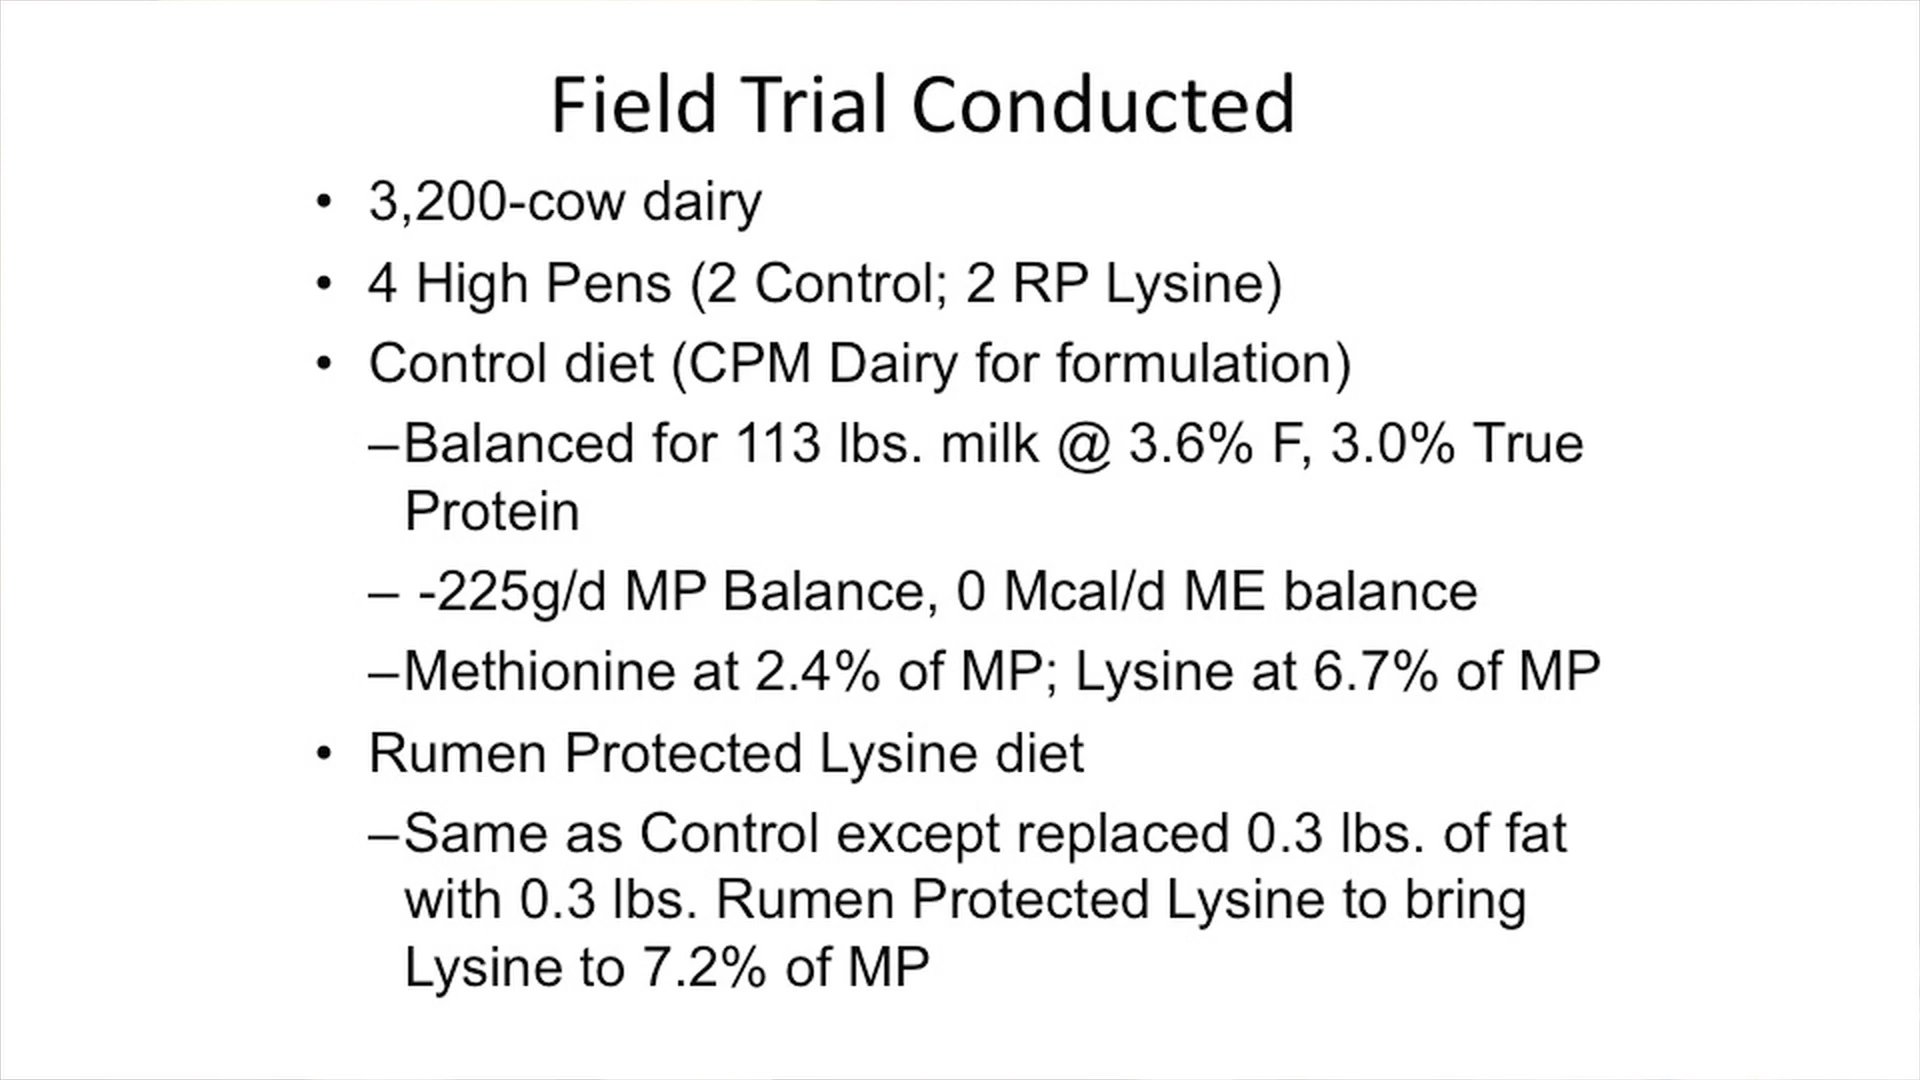 Field Trial Conducted
• 3,200-cow dairy
• 4 High Pens (2 Control; 2 RP Lysine)
• Control diet (CPM Dairy for formulation)
–Balanced for 113 lbs. milk @ 3.6% F, 3.0% True
Protein
– -225g/d MP Balance, 0 Mcal/d ME balance
–Methionine at 2.4% of MP; Lysine at 6.7% of MP
• Rumen Protected Lysine diet
–Same as Control except replaced 0.3 lbs. of fat
with 0.3 lbs. Rumen Protected Lysine to bring
Lysine to 7.2% of MP